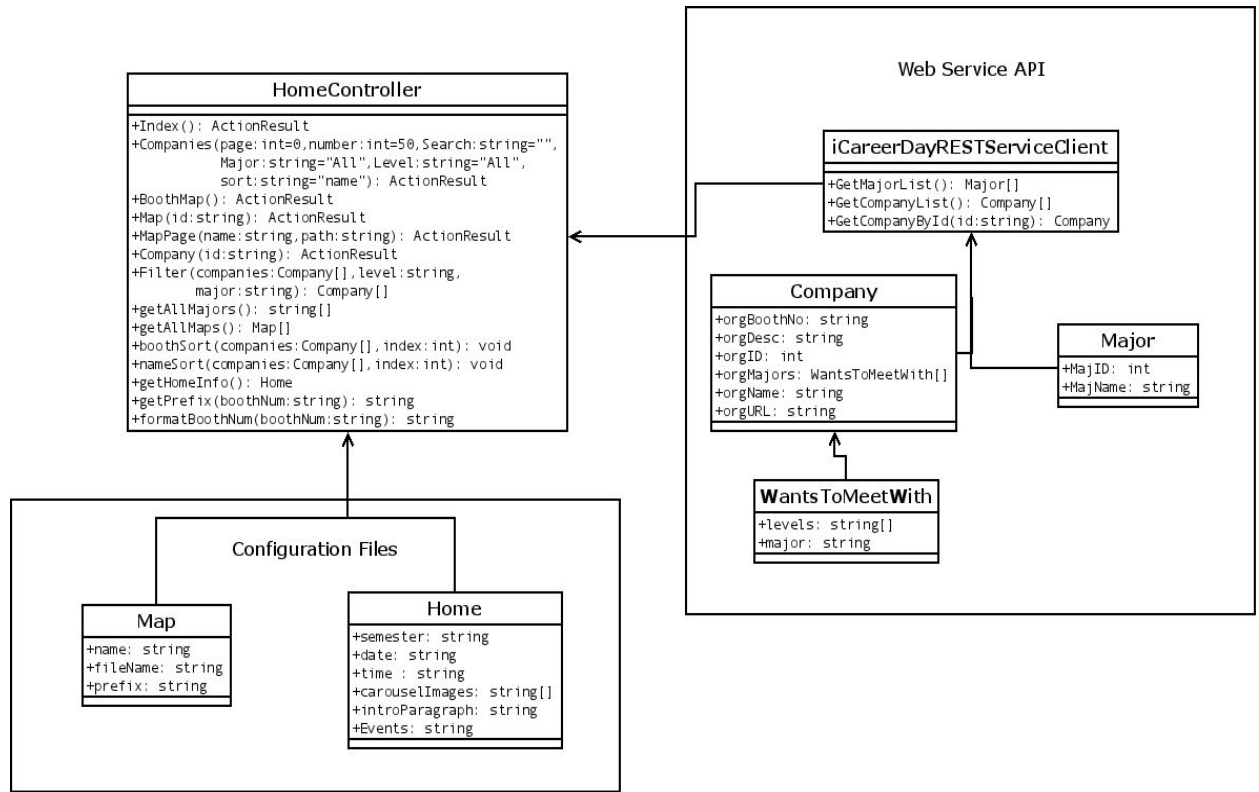 HomeController
+Index(): ActionResult
+Companies(page:int=0,number:int=50,Search:string="",
Major:string="All",Level:string="All",
sort:string="name"): ActionResult
+BoothMap(): ActionResult
+Map(id:string): ActionResult
+MapPage(name:string,path:string): ActionResult
+Company(id:string): ActionResult
+Filter(companies:Company[],level:string,
major:string): Company[]
+getAllMajors(): string[]
+getAllMaps(): Map[]
+boothSort(companies:Company[],index:int): void
+nameSort(companies:Company[],index:int): void
+getHomeInfo(): Home
+getPrefix(boothNum:string): string
+formatBoothNum(boothNum:string): string
Web Service API
iCareerDayRESTServiceClient
+GetMajorList(): Major[]
+GetCompanyList(): Company[]
+GetCompanyById(id:string): Company
Company
+orgBoothNo: string
+orgDesc: string
+orgID: int
+orgMajors: WantsToMeetWith[]
+orgName: string
+orgURL: string
Major
+MajID: int
+MajName: string
WantsToMeetWith
+levels: string[]
+major: string
Configuration Files
Map
+name: string
+fileName: string
+prefix: string
Home
+semester: string
+date: string
+time : string
+carouselImages: string[]
+introParagraph: string
+Events: string